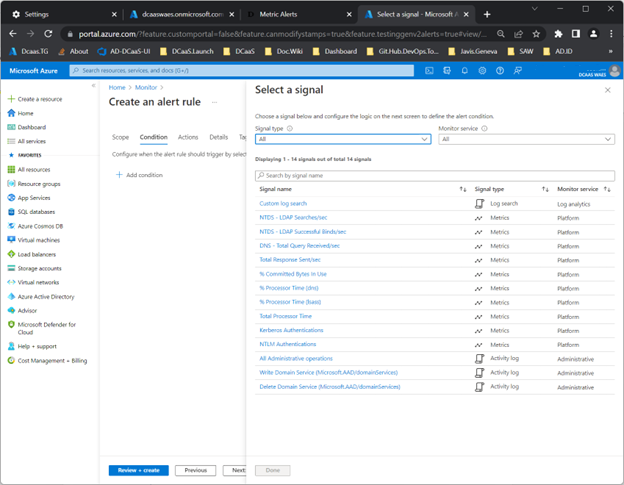 Settings
dcaaswaes.onmicrosoft.com
Metric Alerts
Select a signal - Microsoft A
portal.azure.com/?feature.customportal=false&feature.canmodifystamps=true&feature.testinggenv2alerts=true#view/...
Dcaas.TG
About
AD-DCaaS-UI
DCaaS.Launch
DCaaS
Doc.Wiki
Dashboard
Git.Hub.DevOps.To...
Javis.Geneva
SAW
AD.ID
Microsoft Azure
Search resources, services, and docs (G+/)
DCAAS WAES
Create a resource
Home
Dashboard
All services
FAVORITES
All resources
Resource groups
App Services
SQL databases
Azure Cosmos DB
Virtual machines
Load balancers
Storage accounts
Virtual networks
Azure Active Directory
Advisor
Microsoft Defender for
Cloud
Help + support
Cost Management + Billing
Home > Monitor >
Create an alert rule ...
Scope Condition Actions Details Ta
Configure when the alert rule should trigger by selec
+ Add condition
Review + create
Previous
Next:
Select a signal
Choose a signal below and configure the logic on the next screen to define the alert condition.
Signal type
Monitor service
All
All
Displaying 1 - 14 signals out of total 14 signals
Search by signal name
Signal name Signal type Monitor service
Custom log search Log search Log analytics
NTDS - LDAP Searches/sec Metrics Platform
NTDS - LDAP Successful Binds/sec Metrics Platform
DNS - Total Query Received/sec Metrics Platform
Total Response Sent/sec Metrics Platform
% Committed Bytes In Use Metrics Platform
% Processor Time (dns) Metrics Platform
% Processor Time (lsass) Metrics Platform
Total Processor Time Metrics Platform
Kerberos Authentications Metrics Platform
NTLM Authentications Metrics Platform
All Administrative operations Activity log Administrative
Write Domain Service (Microsoft.AAD/domainServices) Activity log Administrative
Delete Domain Service (Microsoft.AAD/domainServices) Activity log Administrative
Done